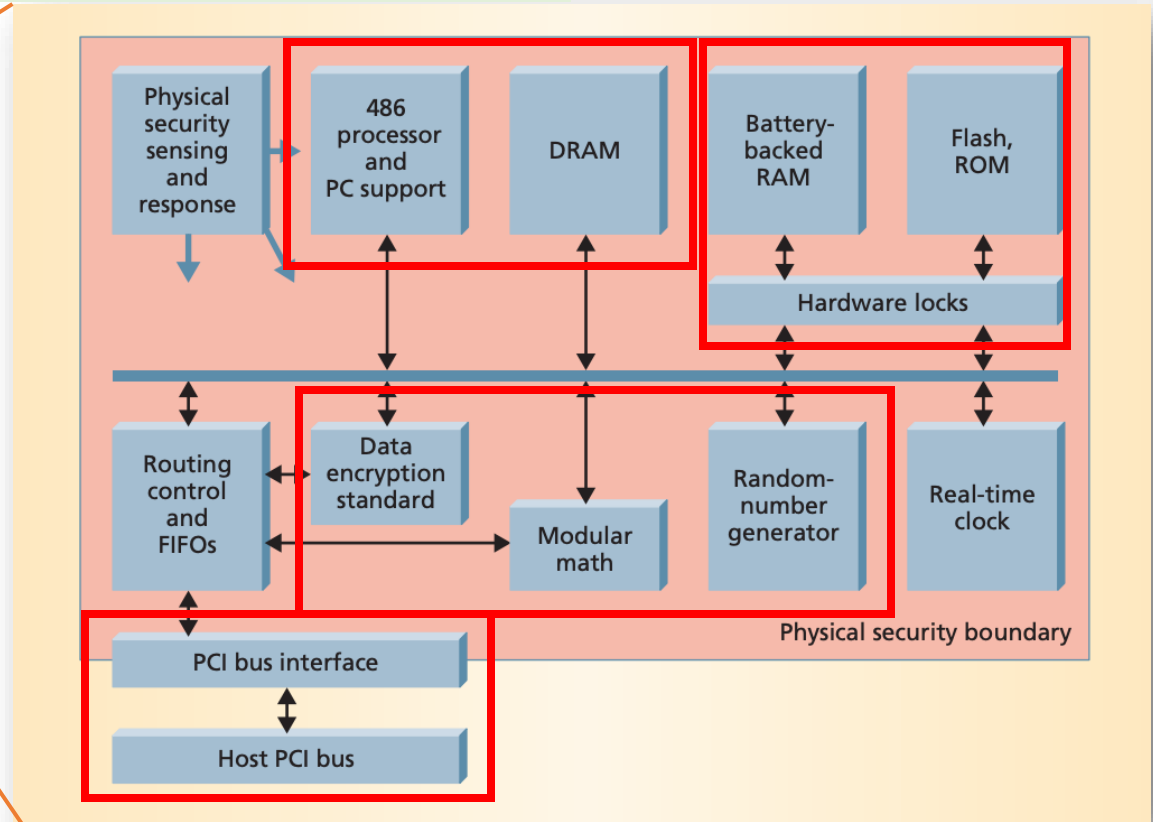 Physical
security
sensing
and
response
486
processor
and
PC support
DRAM
Battery-
backed
RAM
Flash,
ROM
Hardware locks
Routing
control
and
FIFOs
Data
encryption
standard
Modular
math
Random-
number
generator
Real-time
clock
Physical security boundary
PCI bus interface
Host PCI bus